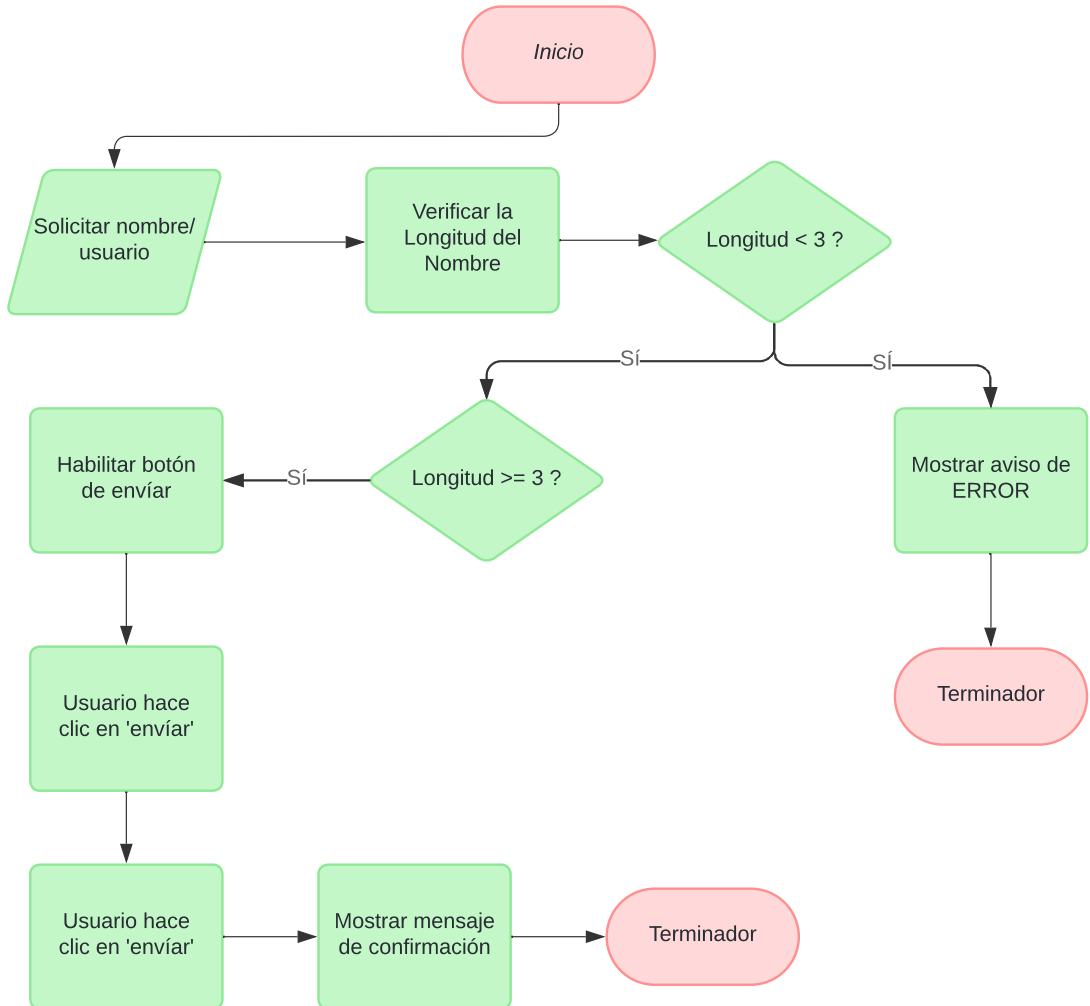 Inicio
Solicitar nombre/
usuario
Verificar la
Longitud del
Nombre
Longitud < 3 ?
Sí
SÍ
Habilitar botón
de envíar
Sí
Longitud >= 3 ?
Mostrar aviso de
ERROR
Usuario hace
clic en 'envíar'
Terminador
Usuario hace
clic en 'envíar'
Mostrar mensaje
de confirmación
Terminador